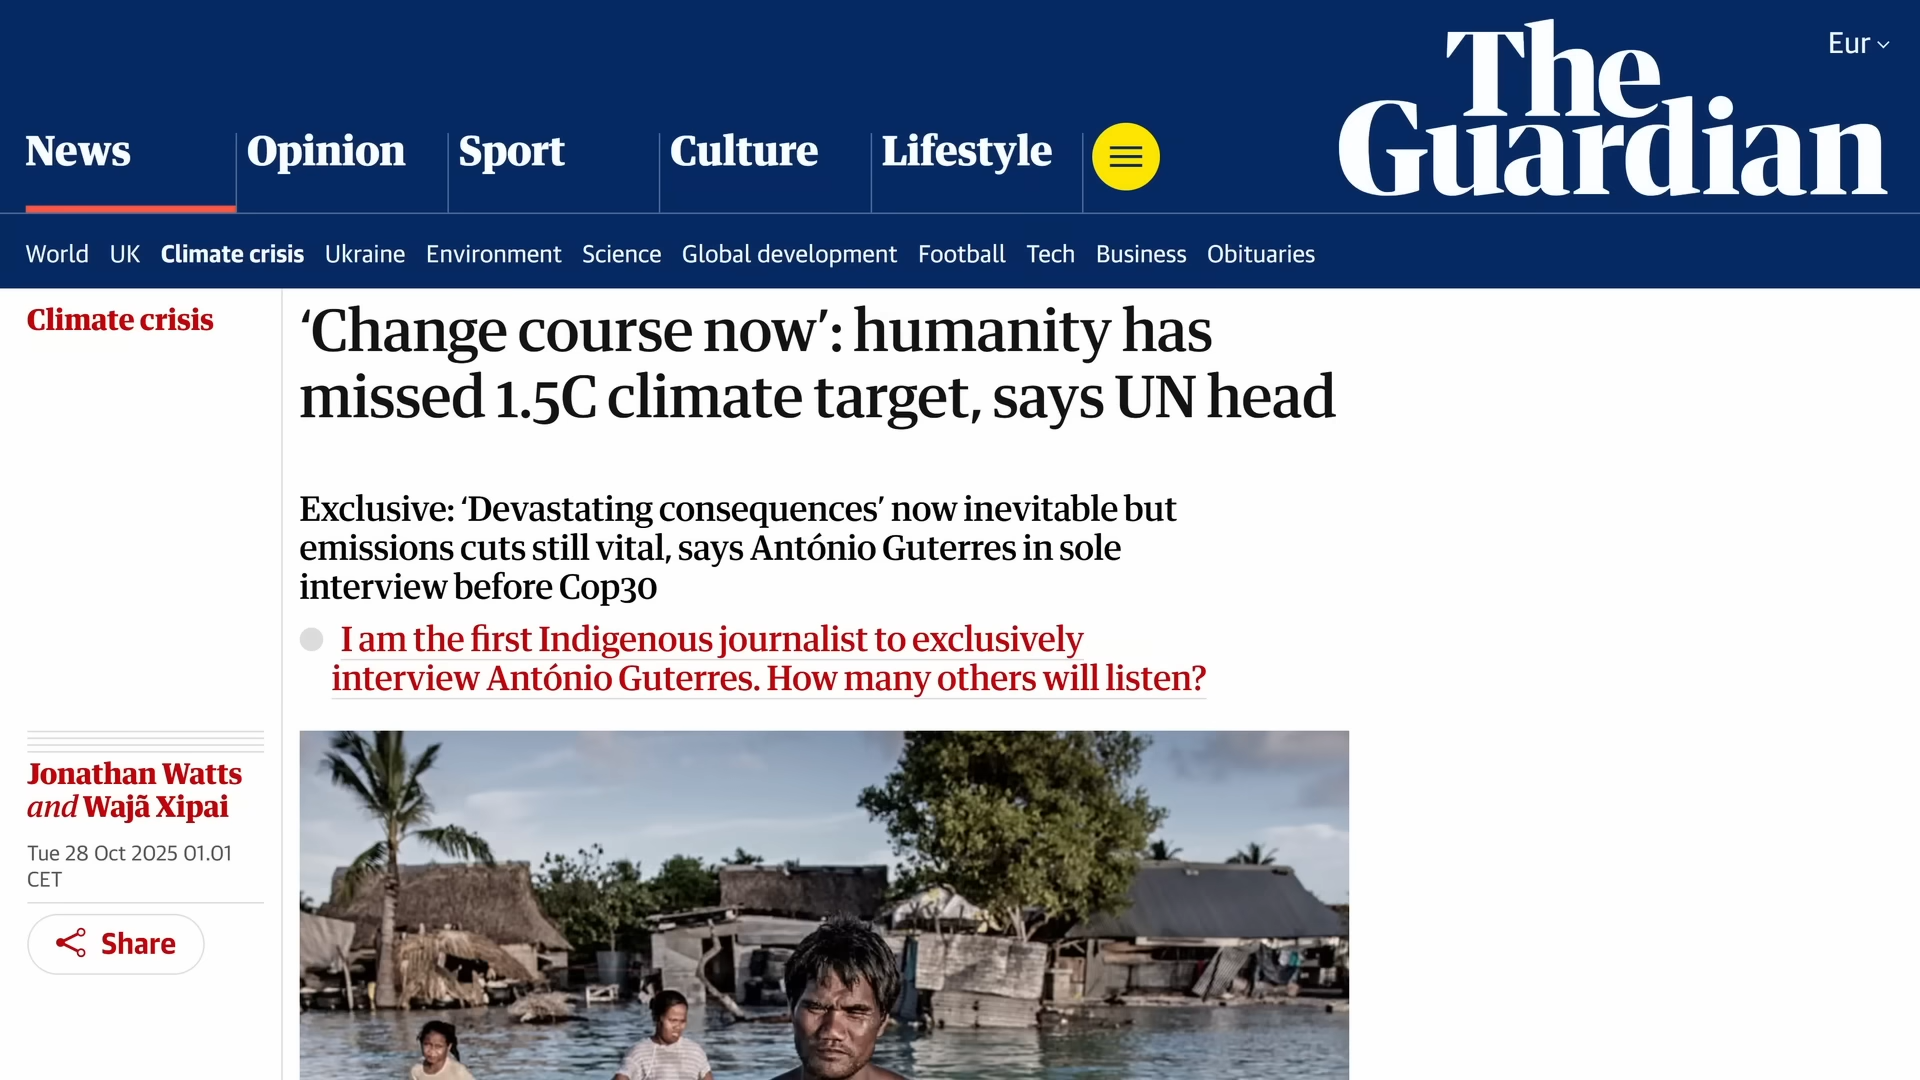 Eur
The
Guardian
News
Opinion
Sport
Culture
Lifestyle
World UK Climate crisis Ukraine Environment Science Global development Football Tech Business Obituaries
Climate crisis
‘Change course now’: humanity has
missed 1.5C climate target, says UN head
Exclusive: ‘Devastating consequences’ now inevitable but
emissions cuts still vital, says António Guterres in sole
interview before Cop30
I am the first Indigenous journalist to exclusively
interview António Guterres. How many others will listen?
Jonathan Watts
and Wajã Xipai
Tue 28 Oct 2025 01.01
CET
Share